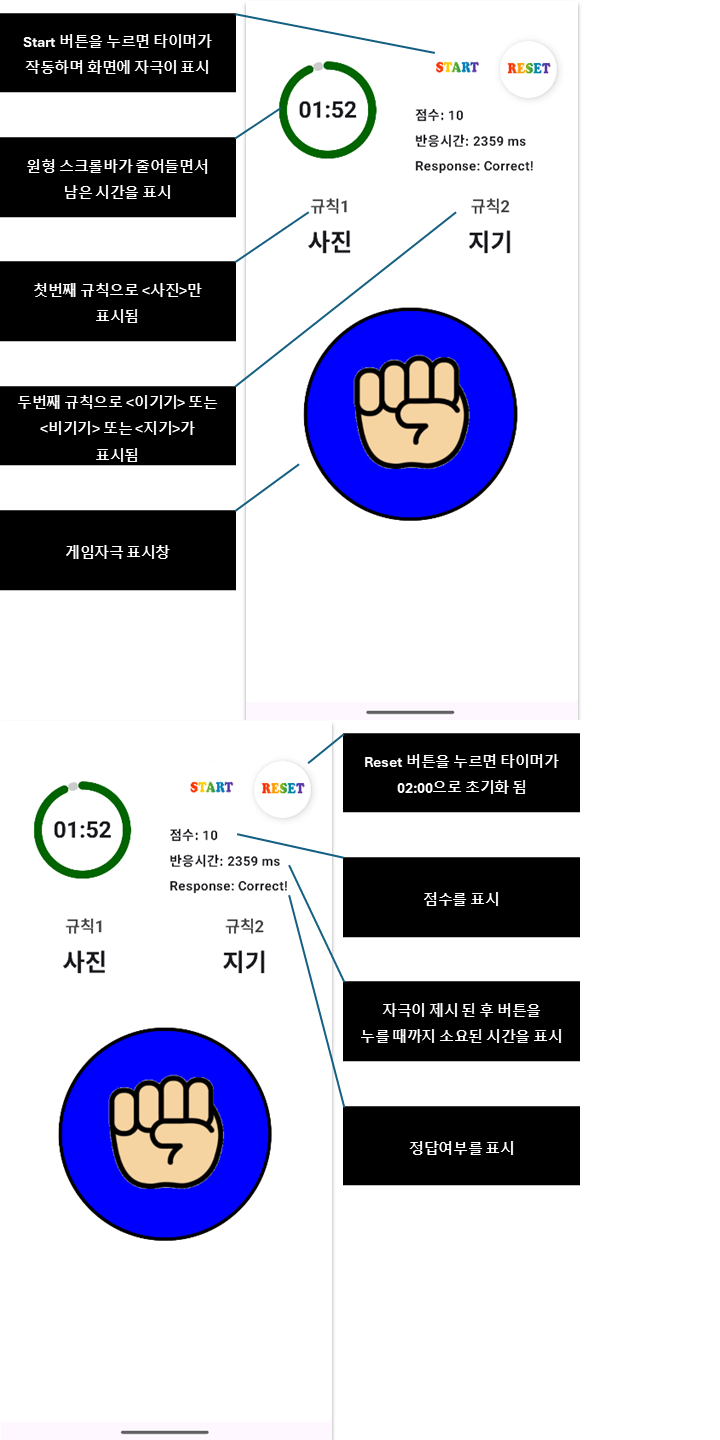 Start 버튼을 누르면 타이머가
작동하며 화면에 자극이 표시
원형 스크롤바가 줄어들면서
남은 시간을 표시
첫번째 규칙으로 <사진>만
표시됨
두번째 규칙으로 <이기기> 또는
<비기기> 또는 <지기>가
표시됨
게임자극 표시창
START
RESET
01:52
점수: 10
반응시간: 2359 ms
Response: Correct!
규칙1
규칙2
사진
지기
START
RESET
01:52
점수: 10
반응시간: 2359 ms
Response: Correct!
규칙1
규칙2
사진
지기
Reset 버튼을 누르면 타이머가
02:00으로 초기화 됨
점수를 표시
자극이 제시 된 후 버튼을
누를 때까지 소요된 시간을 표시
정답여부를 표시